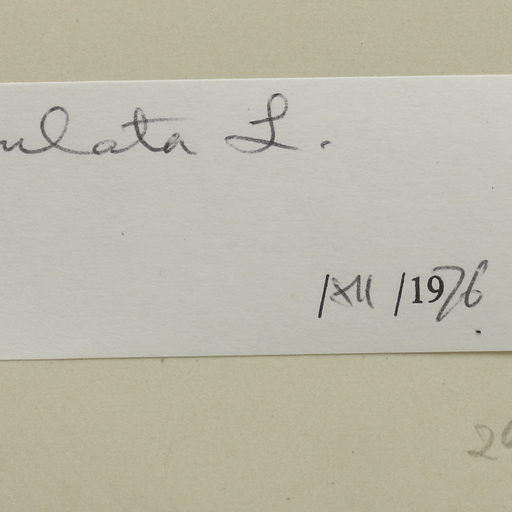 ulata L.
/XII /1976